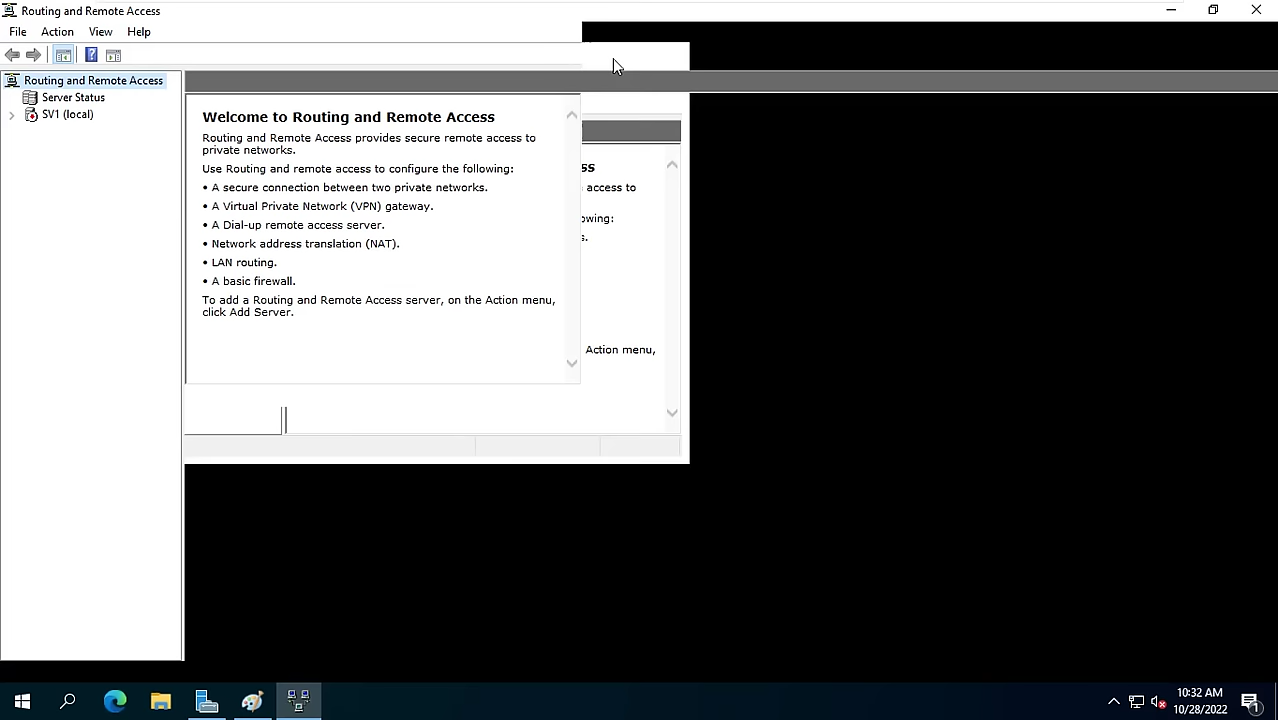 Routing and Remote Access
File Action View Help
Routing and Remote Access
Server Status
SV1 (local)
Welcome to Routing and Remote Access
Routing and Remote Access provides secure remote access to
private networks.
Use Routing and remote access to configure the following:
• A secure connection between two private networks.
• A Virtual Private Network (VPN) gateway.
• A Dial-up remote access server.
• Network address translation (NAT).
• LAN routing.
• A basic firewall.
To add a Routing and Remote Access server, on the Action menu,
click Add Server.
ss
access to
owing:
s.
Action menu,
10:32 AM
10/28/2022
1